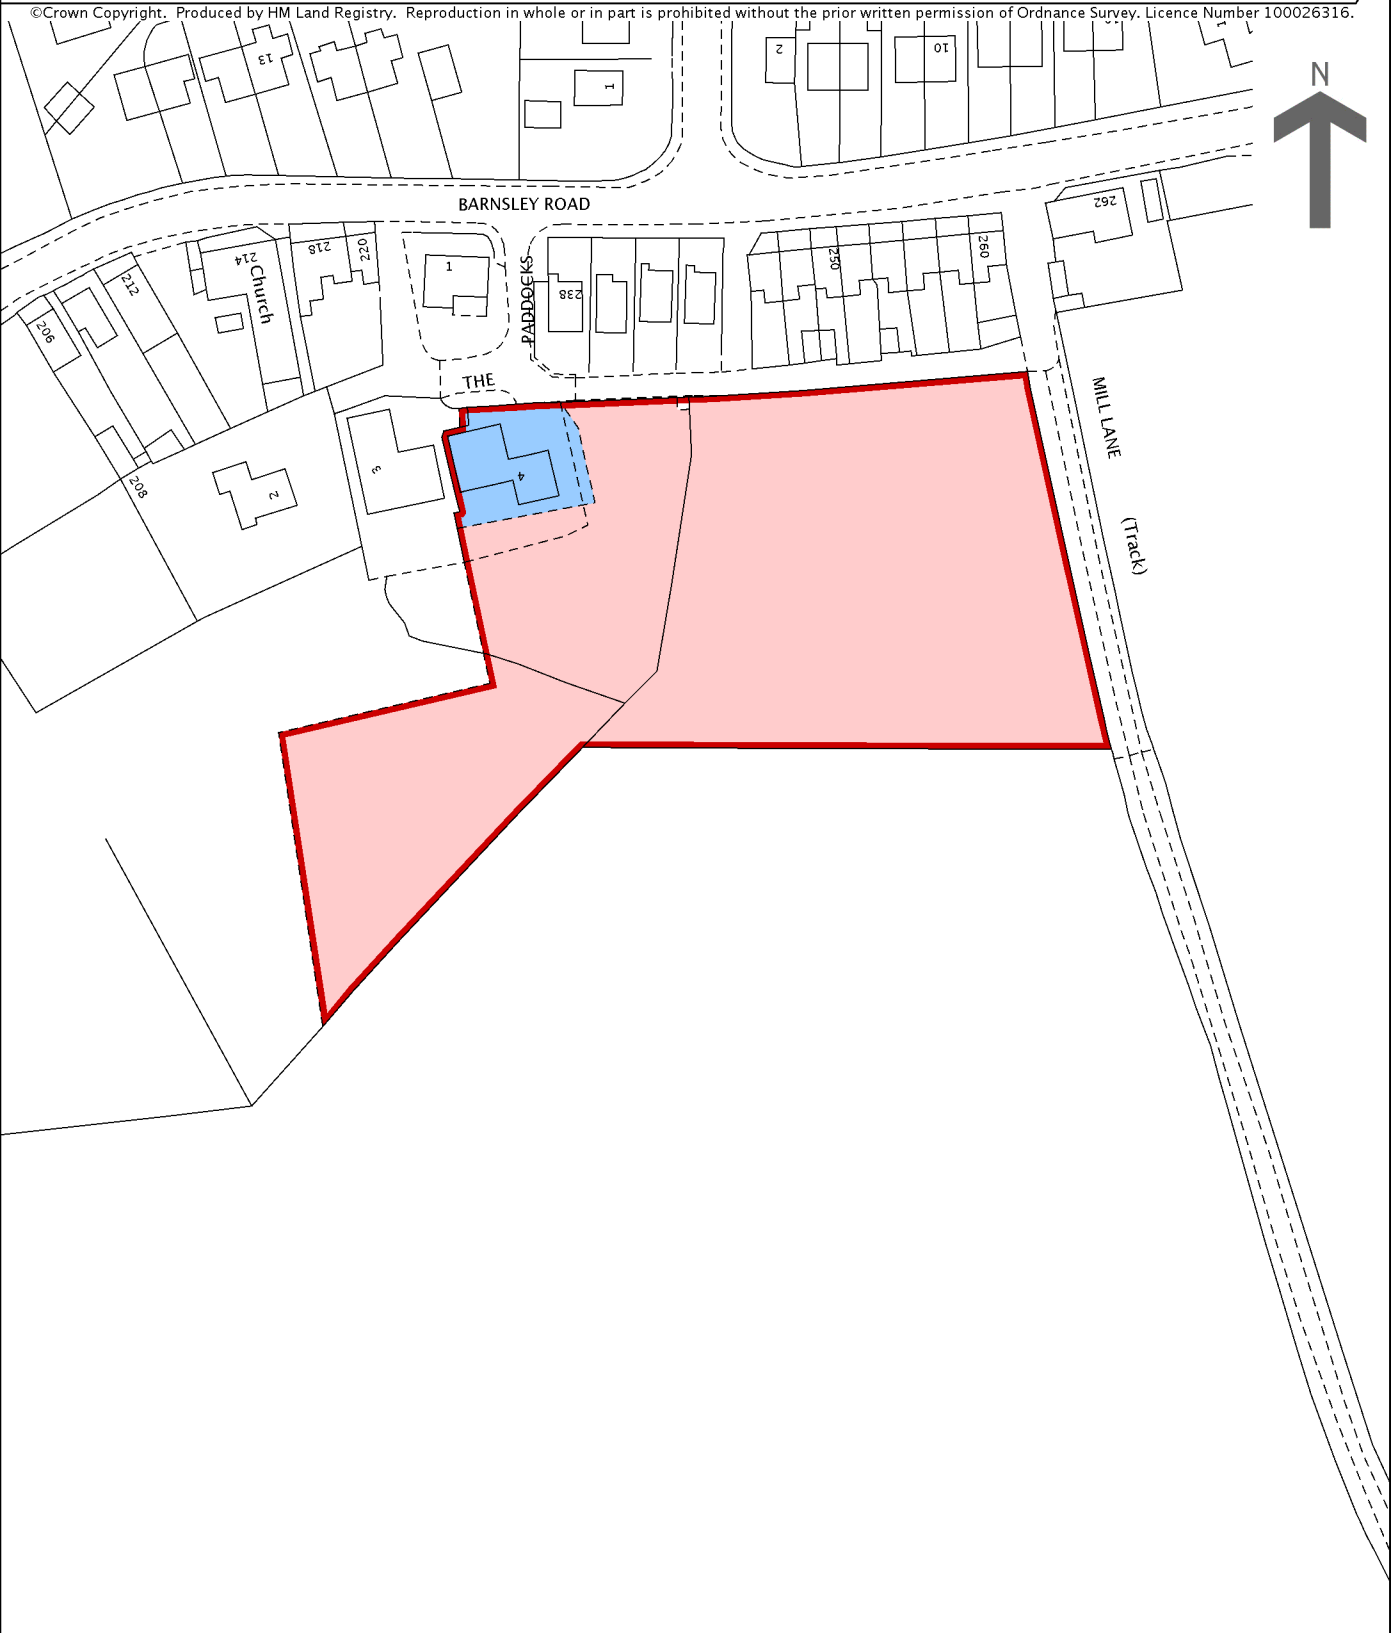 ©Crown Copyright. Produced by HM Land Registry. Reproduction in whole or in part is prohibited without the prior written permission of Ordnance Survey. Licence Number 100026316.
N
13
1
2
10
BARNSLEY ROAD
262
206
212
214
Church
218
220
1
THE PADDOCKS
238
250
260
MILL LANE
(Track)
208
2
3
4